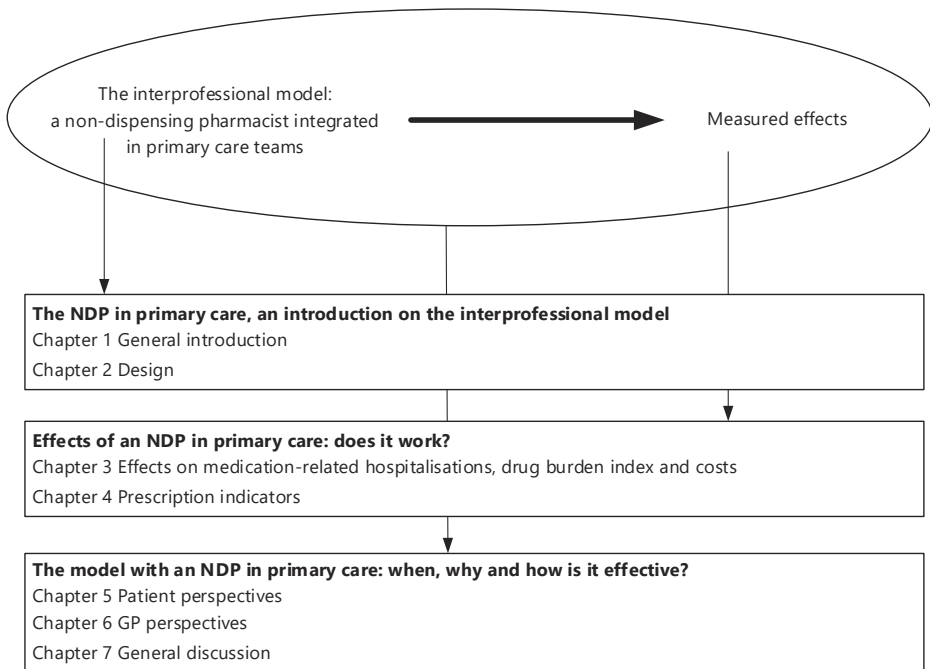 The interprofessional model:
a non-dispensing pharmacist integrated
in primary care teams
Measured effects
The NDP in primary care, an introduction on the interprofessional model
Chapter 1 General introduction
Chapter 2 Design
Effects of an NDP in primary care: does it work?
Chapter 3 Effects on medication-related hospitalisations, drug burden index and costs
Chapter 4 Prescription indicators
The model with an NDP in primary care: when, why and how is it effective?
Chapter 5 Patient perspectives
Chapter 6 GP perspectives
Chapter 7 General discussion